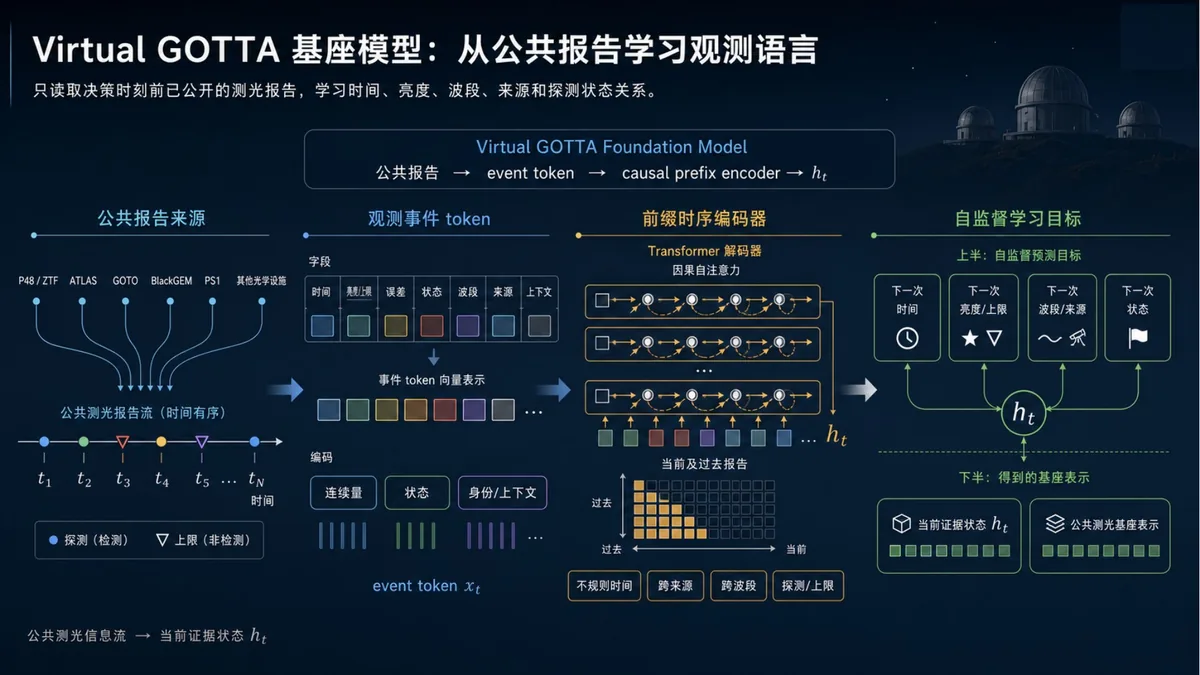 Virtual GOTTA 基座模型：从公共报告学习观测语言
只读取决策时刻前已公开的测光报告，学习时间、亮度、波段、来源和探测状态关系。
Virtual GOTTA Foundation Model
公共报告 → event token → causal prefix encoder → hₜ
公共报告来源
P48 / ZTF ATLAS GOTO BlackGEM PS1 其他光学设施
公共测光报告流（时间有序）
t₁ t₂ t₃ t₄ t₅ … t_N
时间
探测（检测） 上限（非检测）
公共测光信息流 → 当前证据状态 hₜ
观测事件 token
字段
时间 亮度/上限 误差 状态 波段 来源 上下文
事件 token 向量表示
…
编码
连续量 状态 身份/上下文
…
event token xₜ
前缀时序编码器
Transformer 解码器
因果自注意力
…
… hₜ
当前及过去报告
过去
过去 当前
不规则时间 跨来源 跨波段 探测/上限
自监督学习目标
上半：自监督预测目标
下一次 下一次 下一次 下一次
时间 亮度/上限 波段/来源 状态
hₜ
下半：得到的基座表示
当前证据状态 hₜ 公共测光基座表示